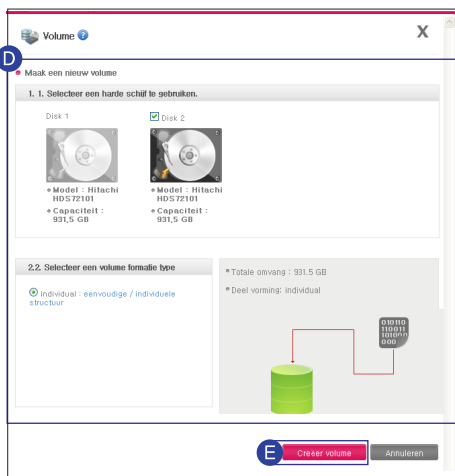 Volume ?
X
D
Maak een nieuw volume
1. 1. Selecteer een harde schijf te gebruiken.
Disk 1
Disk 2
Model : Hitachi
HDS72101
Capaciteit :
931,5 GB
Model : Hitachi
HDS72101
Capaciteit :
931,5 GB
2.2. Selecteer een volume formatie type
individual : eenvoudige / individuele
structuur
Totale omvang : 931.5 GB
Deel vorming: individual
010110
110011
101090
000
E
Creëer volume
Annuleren